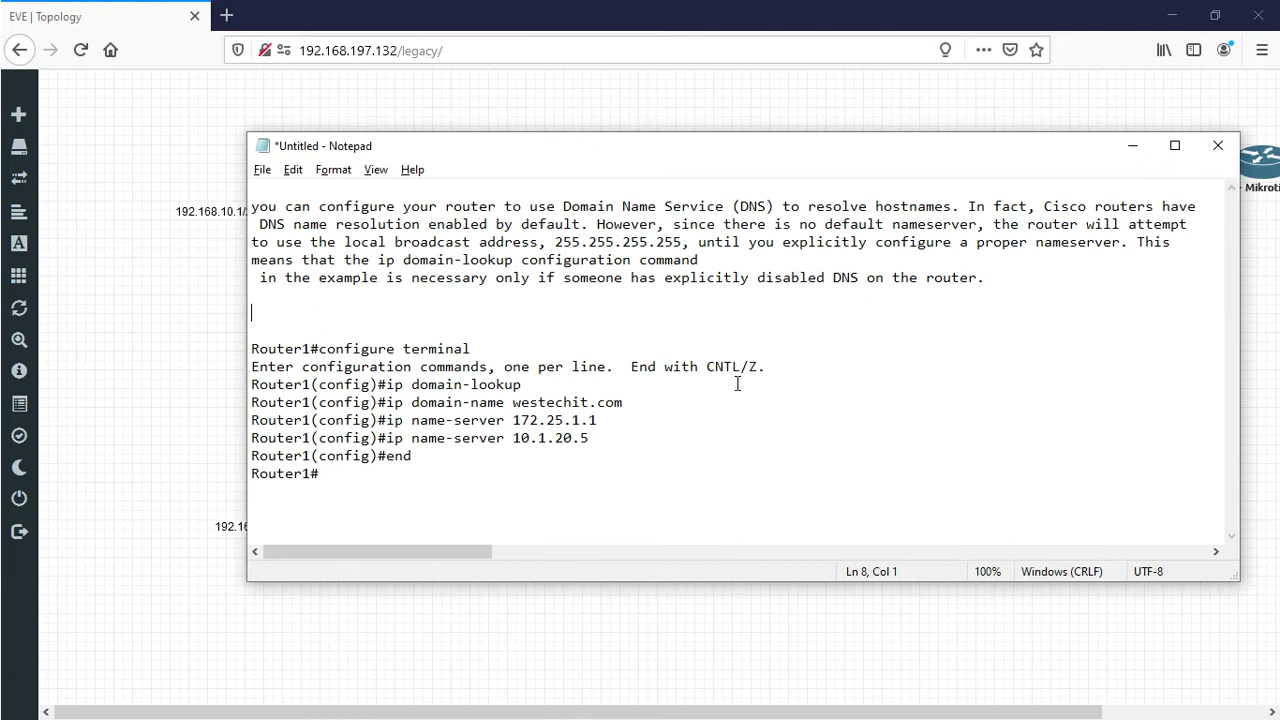 EVE | Topology
192.168.197.132/legacy/
*Untitled - Notepad
File Edit Format View Help
Mikroti
192.168.10.1/
you can configure your router to use Domain Name Service (DNS) to resolve hostnames. In fact, Cisco routers have
DNS name resolution enabled by default. However, since there is no default nameserver, the router will attempt
to use the local broadcast address, 255.255.255.255, until you explicitly configure a proper nameserver. This
means that the ip domain-lookup configuration command
in the example is necessary only if someone has explicitly disabled DNS on the router.
Router1#configure terminal
Enter configuration commands, one per line.  End with CNTL/Z.
Router1(config)#ip domain-lookup
Router1(config)#ip domain-name westechit.com
Router1(config)#ip name-server 172.25.1.1
Router1(config)#ip name-server 10.1.20.5
Router1(config)#end
Router1#
192.16
Ln 8, Col 1 100% Windows (CRLF) UTF-8